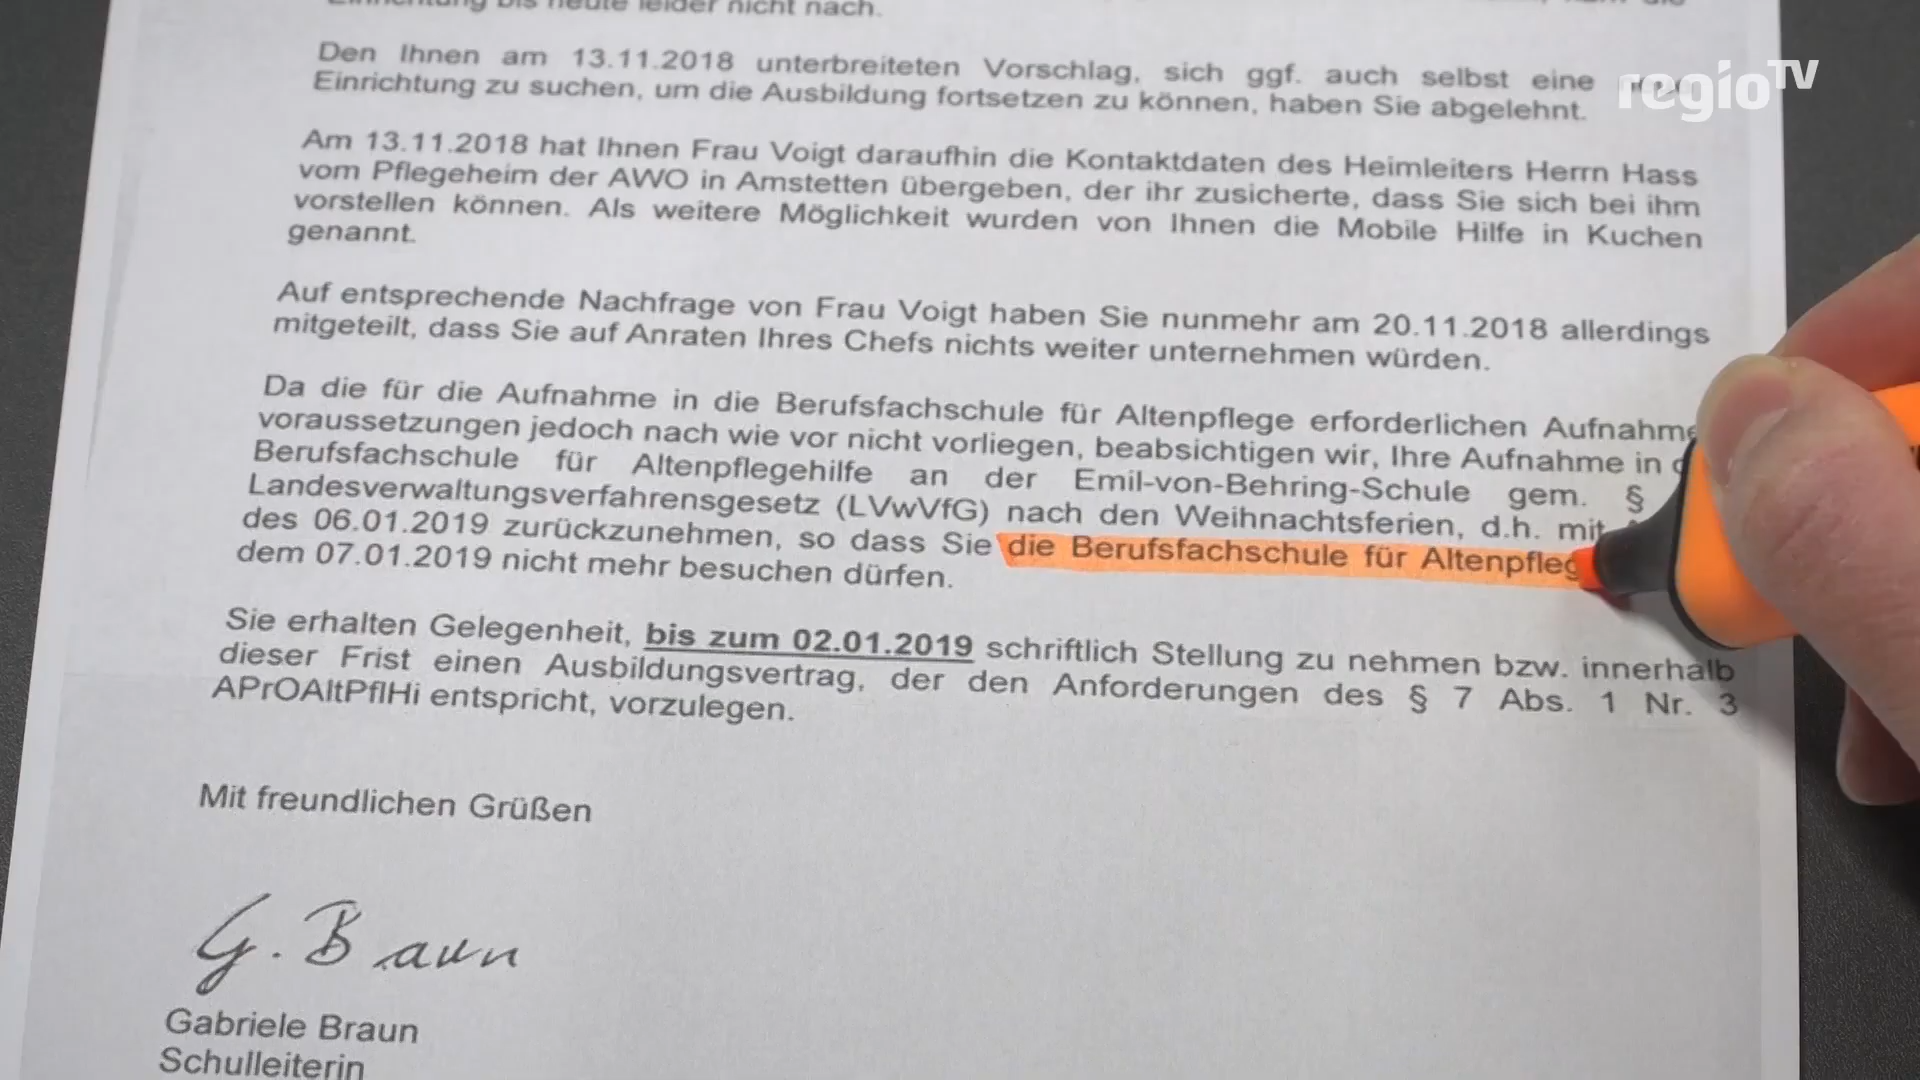 Einrichtung bis heute leider nicht nach.
Den Ihnen am 13.11.2018 unterbreiteten Vorschlag, sich ggf. auch selbst eine
Einrichtung zu suchen, um die Ausbildung fortsetzen zu können, haben Sie abgelehnt.
regioTV
Am 13.11.2018 hat Ihnen Frau Voigt daraufhin die Kontaktdaten des Heimleiters Herrn Hass
vom Pflegeheim der AWO in Amstetten übergeben, der ihr zusicherte, dass Sie sich bei ihm
vorstellen können. Als weitere Möglichkeit wurden von Ihnen die Mobile Hilfe in Kuchen
genannt.
Auf entsprechende Nachfrage von Frau Voigt haben Sie nunmehr am 20.11.2018 allerdings
mitgeteilt, dass Sie auf Anraten Ihres Chefs nichts weiter unternehmen würden.
Da die für die Aufnahme in die Berufsfachschule für Altenpflege erforderlichen Aufnahme
voraussetzungen jedoch nach wie vor nicht vorliegen, beabsichtigen wir, Ihre Aufnahme in
Berufsfachschule für Altenpflegehilfe an der Emil-von-Behring-Schule gem. §
Landesverwaltungsverfahrensgesetz (LVwVfG) nach den Weihnachtsferien, d.h. mit
des 06.01.2019 zurückzunehmen, so dass Sie die Berufsfachschule für Altenpfleg
dem 07.01.2019 nicht mehr besuchen dürfen.
Sie erhalten Gelegenheit, bis zum 02.01.2019 schriftlich Stellung zu nehmen bzw. innerhalb
dieser Frist einen Ausbildungsvertrag, der den Anforderungen des § 7 Abs. 1 Nr. 3
APrOAltPflHi entspricht, vorzulegen.
Mit freundlichen Grüßen
G. Braun
Gabriele Braun
Schulleiterin